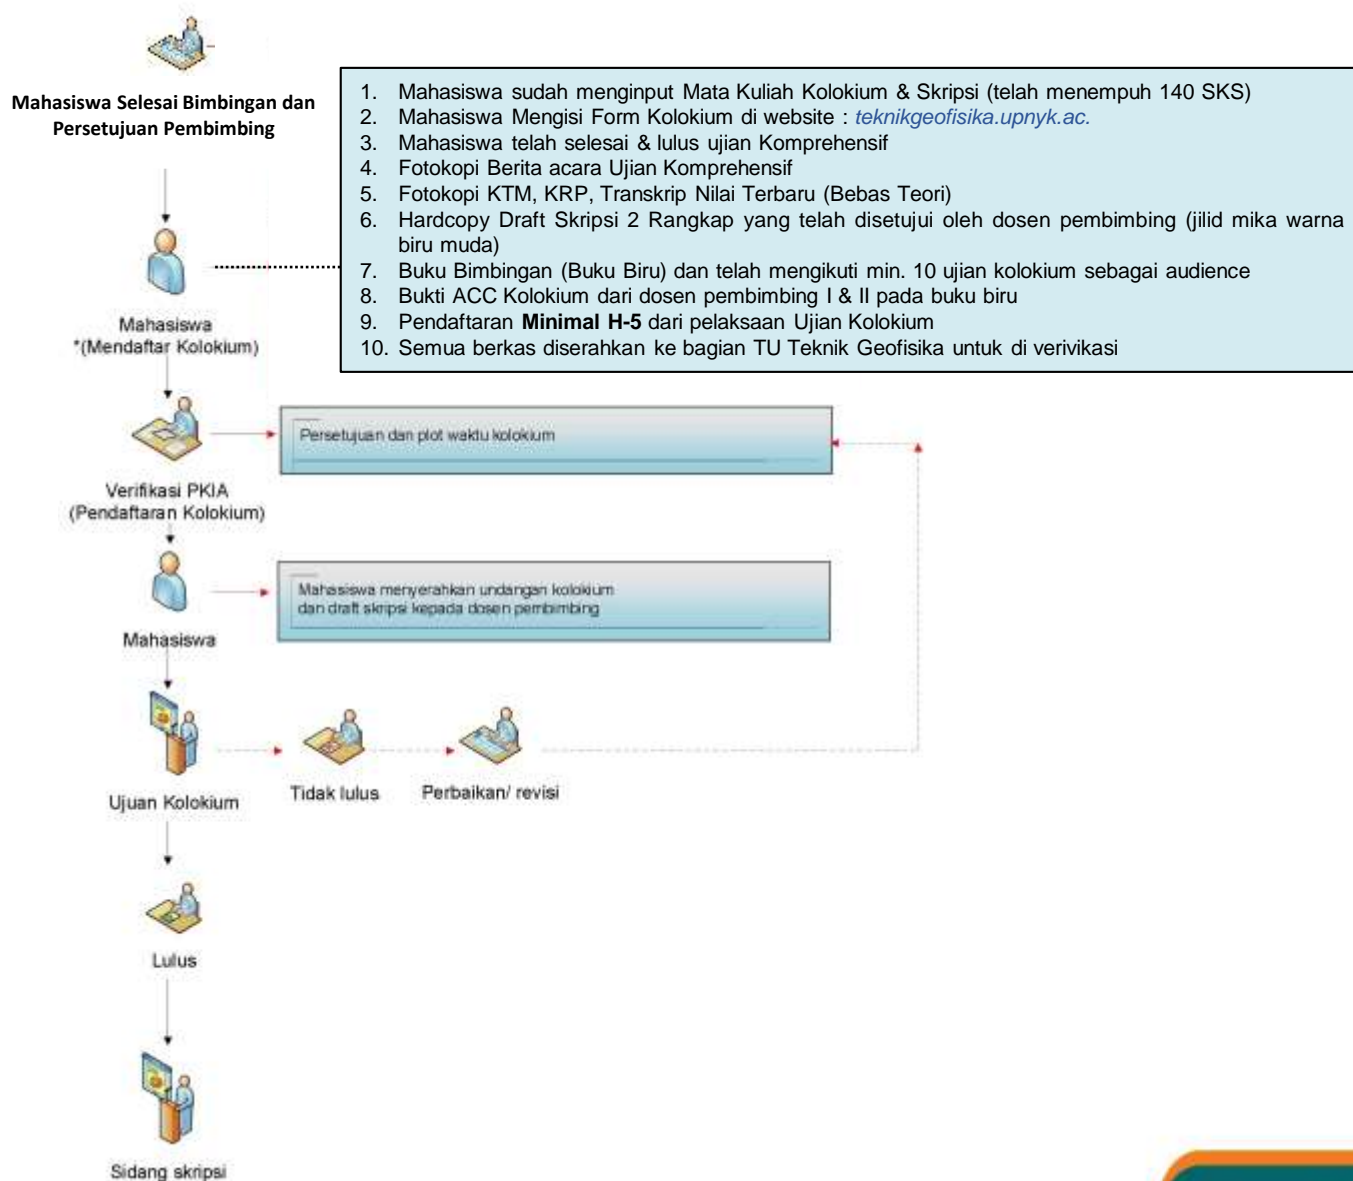 Mahasiswa Selesai Bimbingan dan
Persetujuan Pembimbing
1. Mahasiswa sudah menginput Mata Kuliah Kolokium & Skripsi (telah menempuh 140 SKS)
2. Mahasiswa Mengisi Form Kolokium di website : teknikgeofisika.upnyk.ac.
3. Mahasiswa telah selesai & lulus ujian Komprehensif
4. Fotokopi Berita acara Ujian Komprehensif
5. Fotokopi KTM, KRP, Transkrip Nilai Terbaru (Bebas Teori)
6. Hardcopy Draft Skripsi 2 Rangkap yang telah disetujui oleh dosen pembimbing (jilid mika warna
biru muda)
7. Buku Bimbingan (Buku Biru) dan telah mengikuti min. 10 ujian kolokium sebagai audience
8. Bukti ACC Kolokium dari dosen pembimbing I & II pada buku biru
9. Pendaftaran Minimal H-5 dari pelaksaan Ujian Kolokium
10. Semua berkas diserahkan ke bagian TU Teknik Geofisika untuk di verivikasi
Mahasiswa
*(Mendaftar Kolokium)
Persetujuan dan plot waktu kolokium
Verifikasi PKIA
(Pendaftaran Kolokium)
Mahasiswa menyerahkan undangan kolokium
dan draft skripsi kepada dosen pembimbing
Mahasiswa
Ujuan Kolokium
Tidak lulus
Perbaikan/ revisi
Lulus
Sidang skripsi